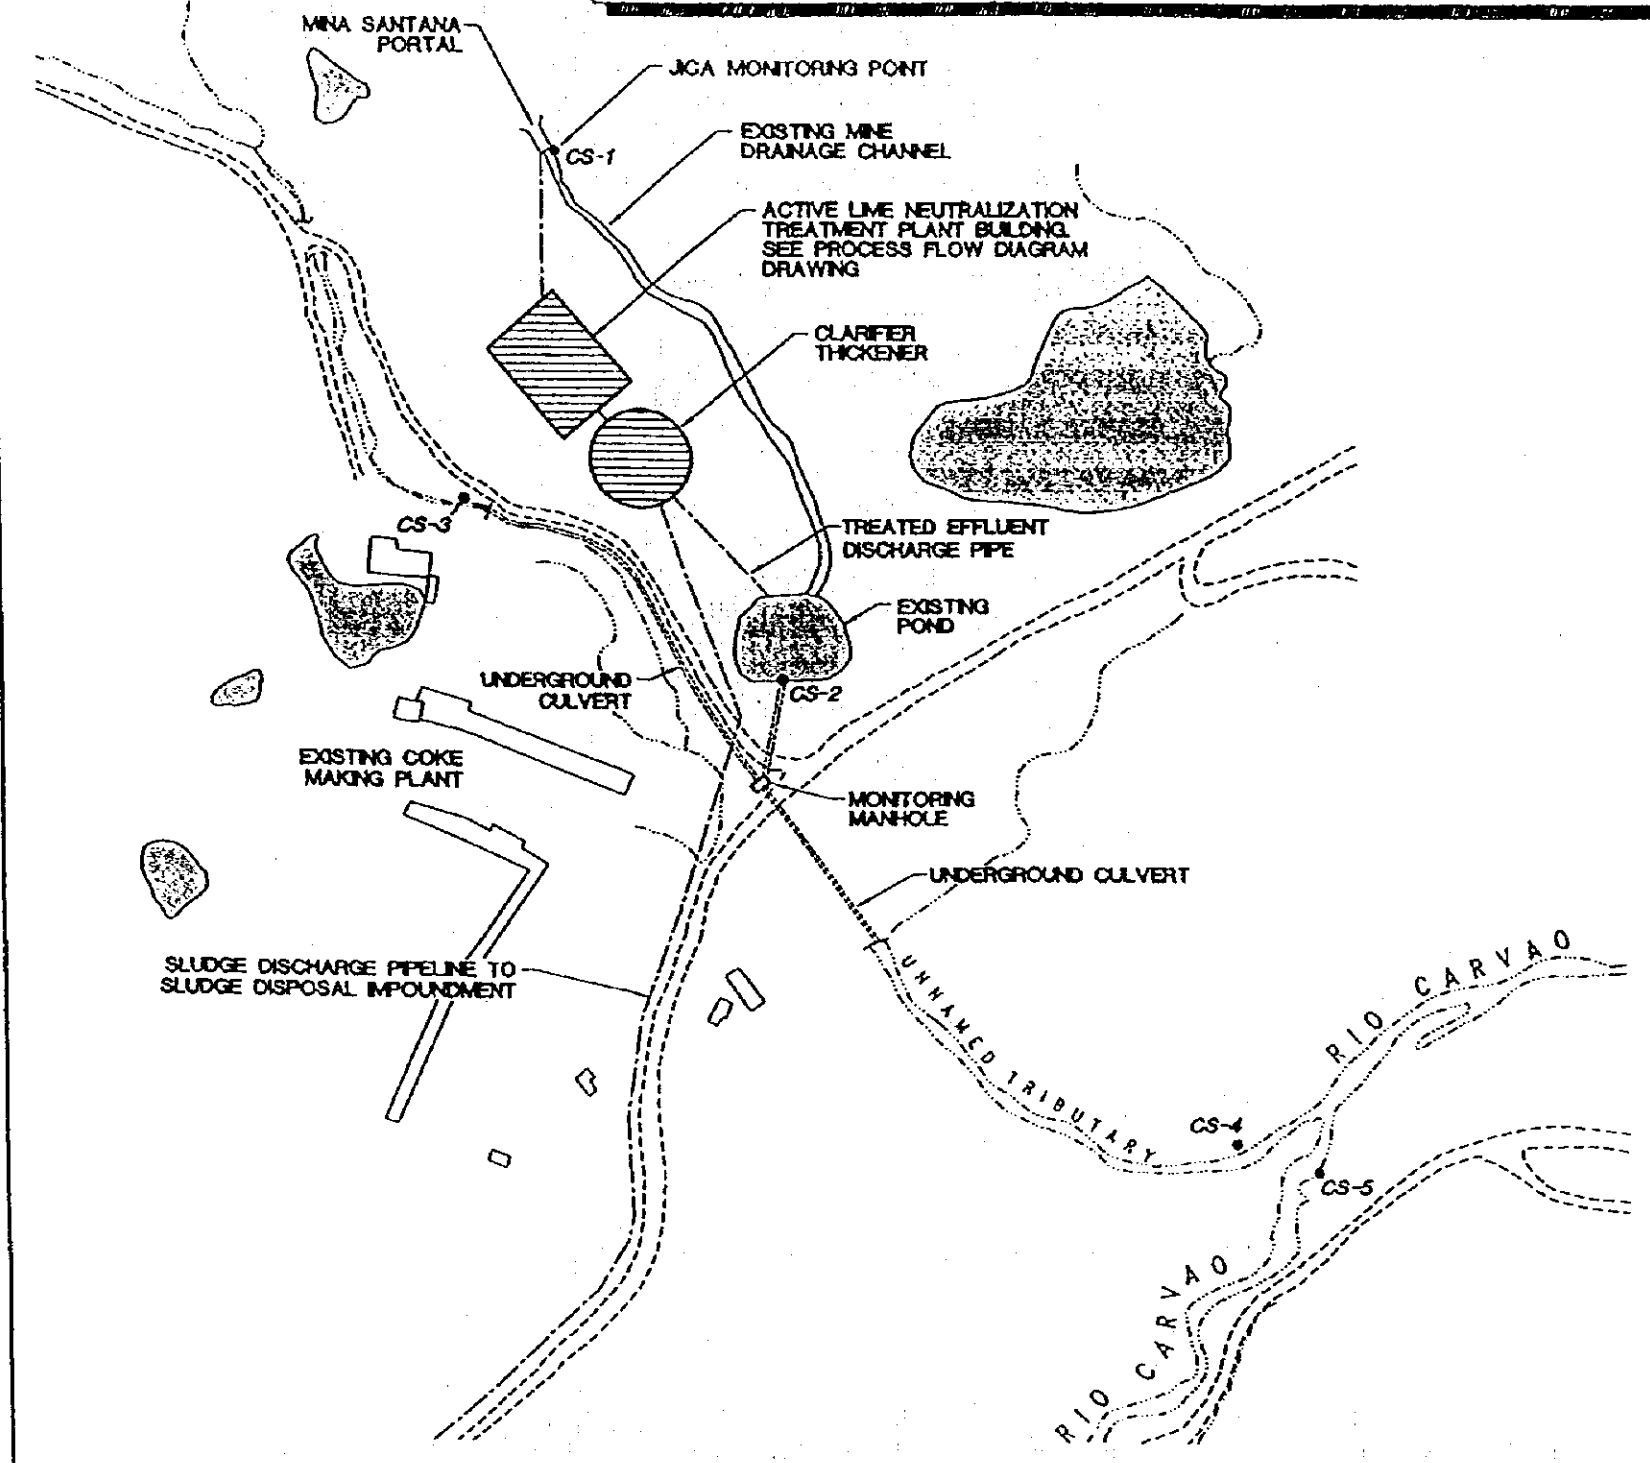 MINA SANTANA
PORTAL
JICA MONITORING POINT
CS-1
EXISTING MINE
DRAINAGE CHANNEL
ACTIVE LIME NEUTRALIZATION
TREATMENT PLANT BUILDING.
SEE PROCESS FLOW DIAGRAM
DRAWING
CLARIFIER
THICKENER
CS-3
TREATED EFFLUENT
DISCHARGE PIPE
EXISTING
POND
UNDERGROUND
CULVERT
CS-2
EXISTING COKE
MAKING PLANT
MONITORING
MANHOLE
UNDERGROUND CULVERT
SLUDGE DISCHARGE PIPELINE TO
SLUDGE DISPOSAL IMPOUNDMENT
UNNAMED TRIBUTARY
RIO CARVAO
CS-4
CS-5
RIO CARVAO